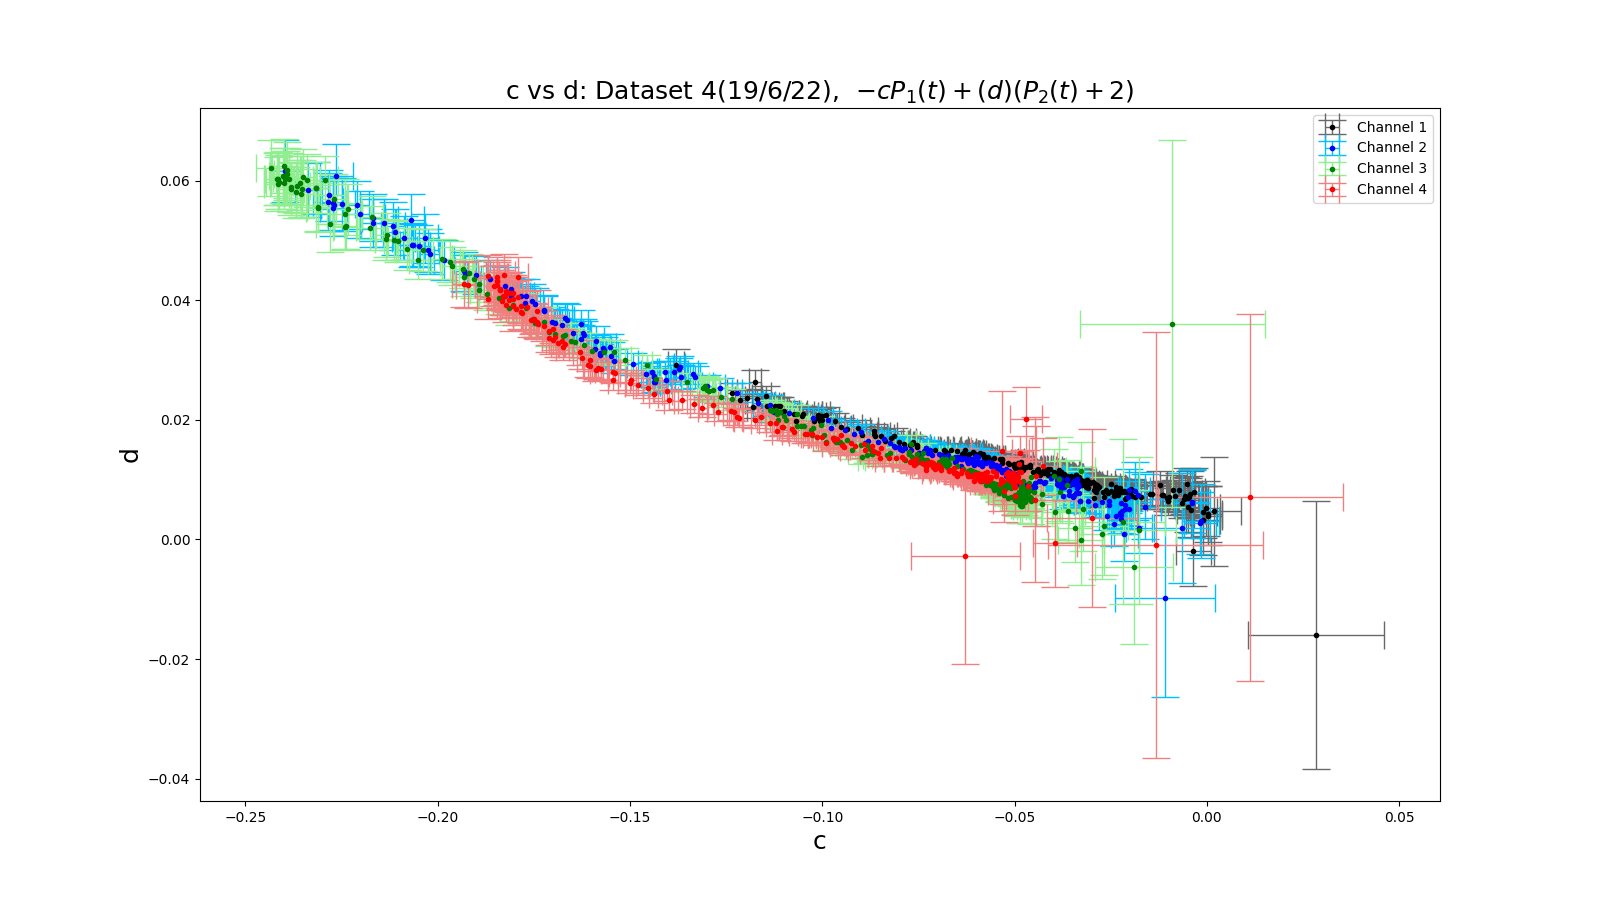 c vs d: Dataset 4(19/6/22), $-cP_1(t)+(d)(P_2(t)+2)$
Channel 1
Channel 2
Channel 3
Channel 4
0.06
0.04
0.02
0.00
−0.02
−0.04
d
−0.25 −0.20 −0.15 −0.10 −0.05 0.00 0.05
c